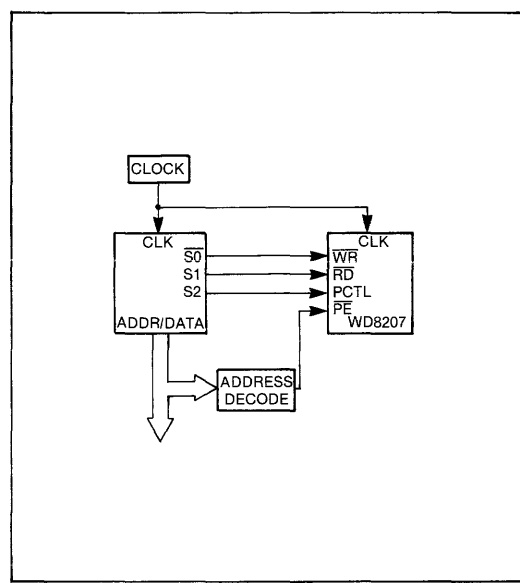 CLOCK
CLK
S0
S1
S2
ADDR/DATA
CLK
WR
RD
PCTL
PE
WD8207
ADDRESS
DECODE